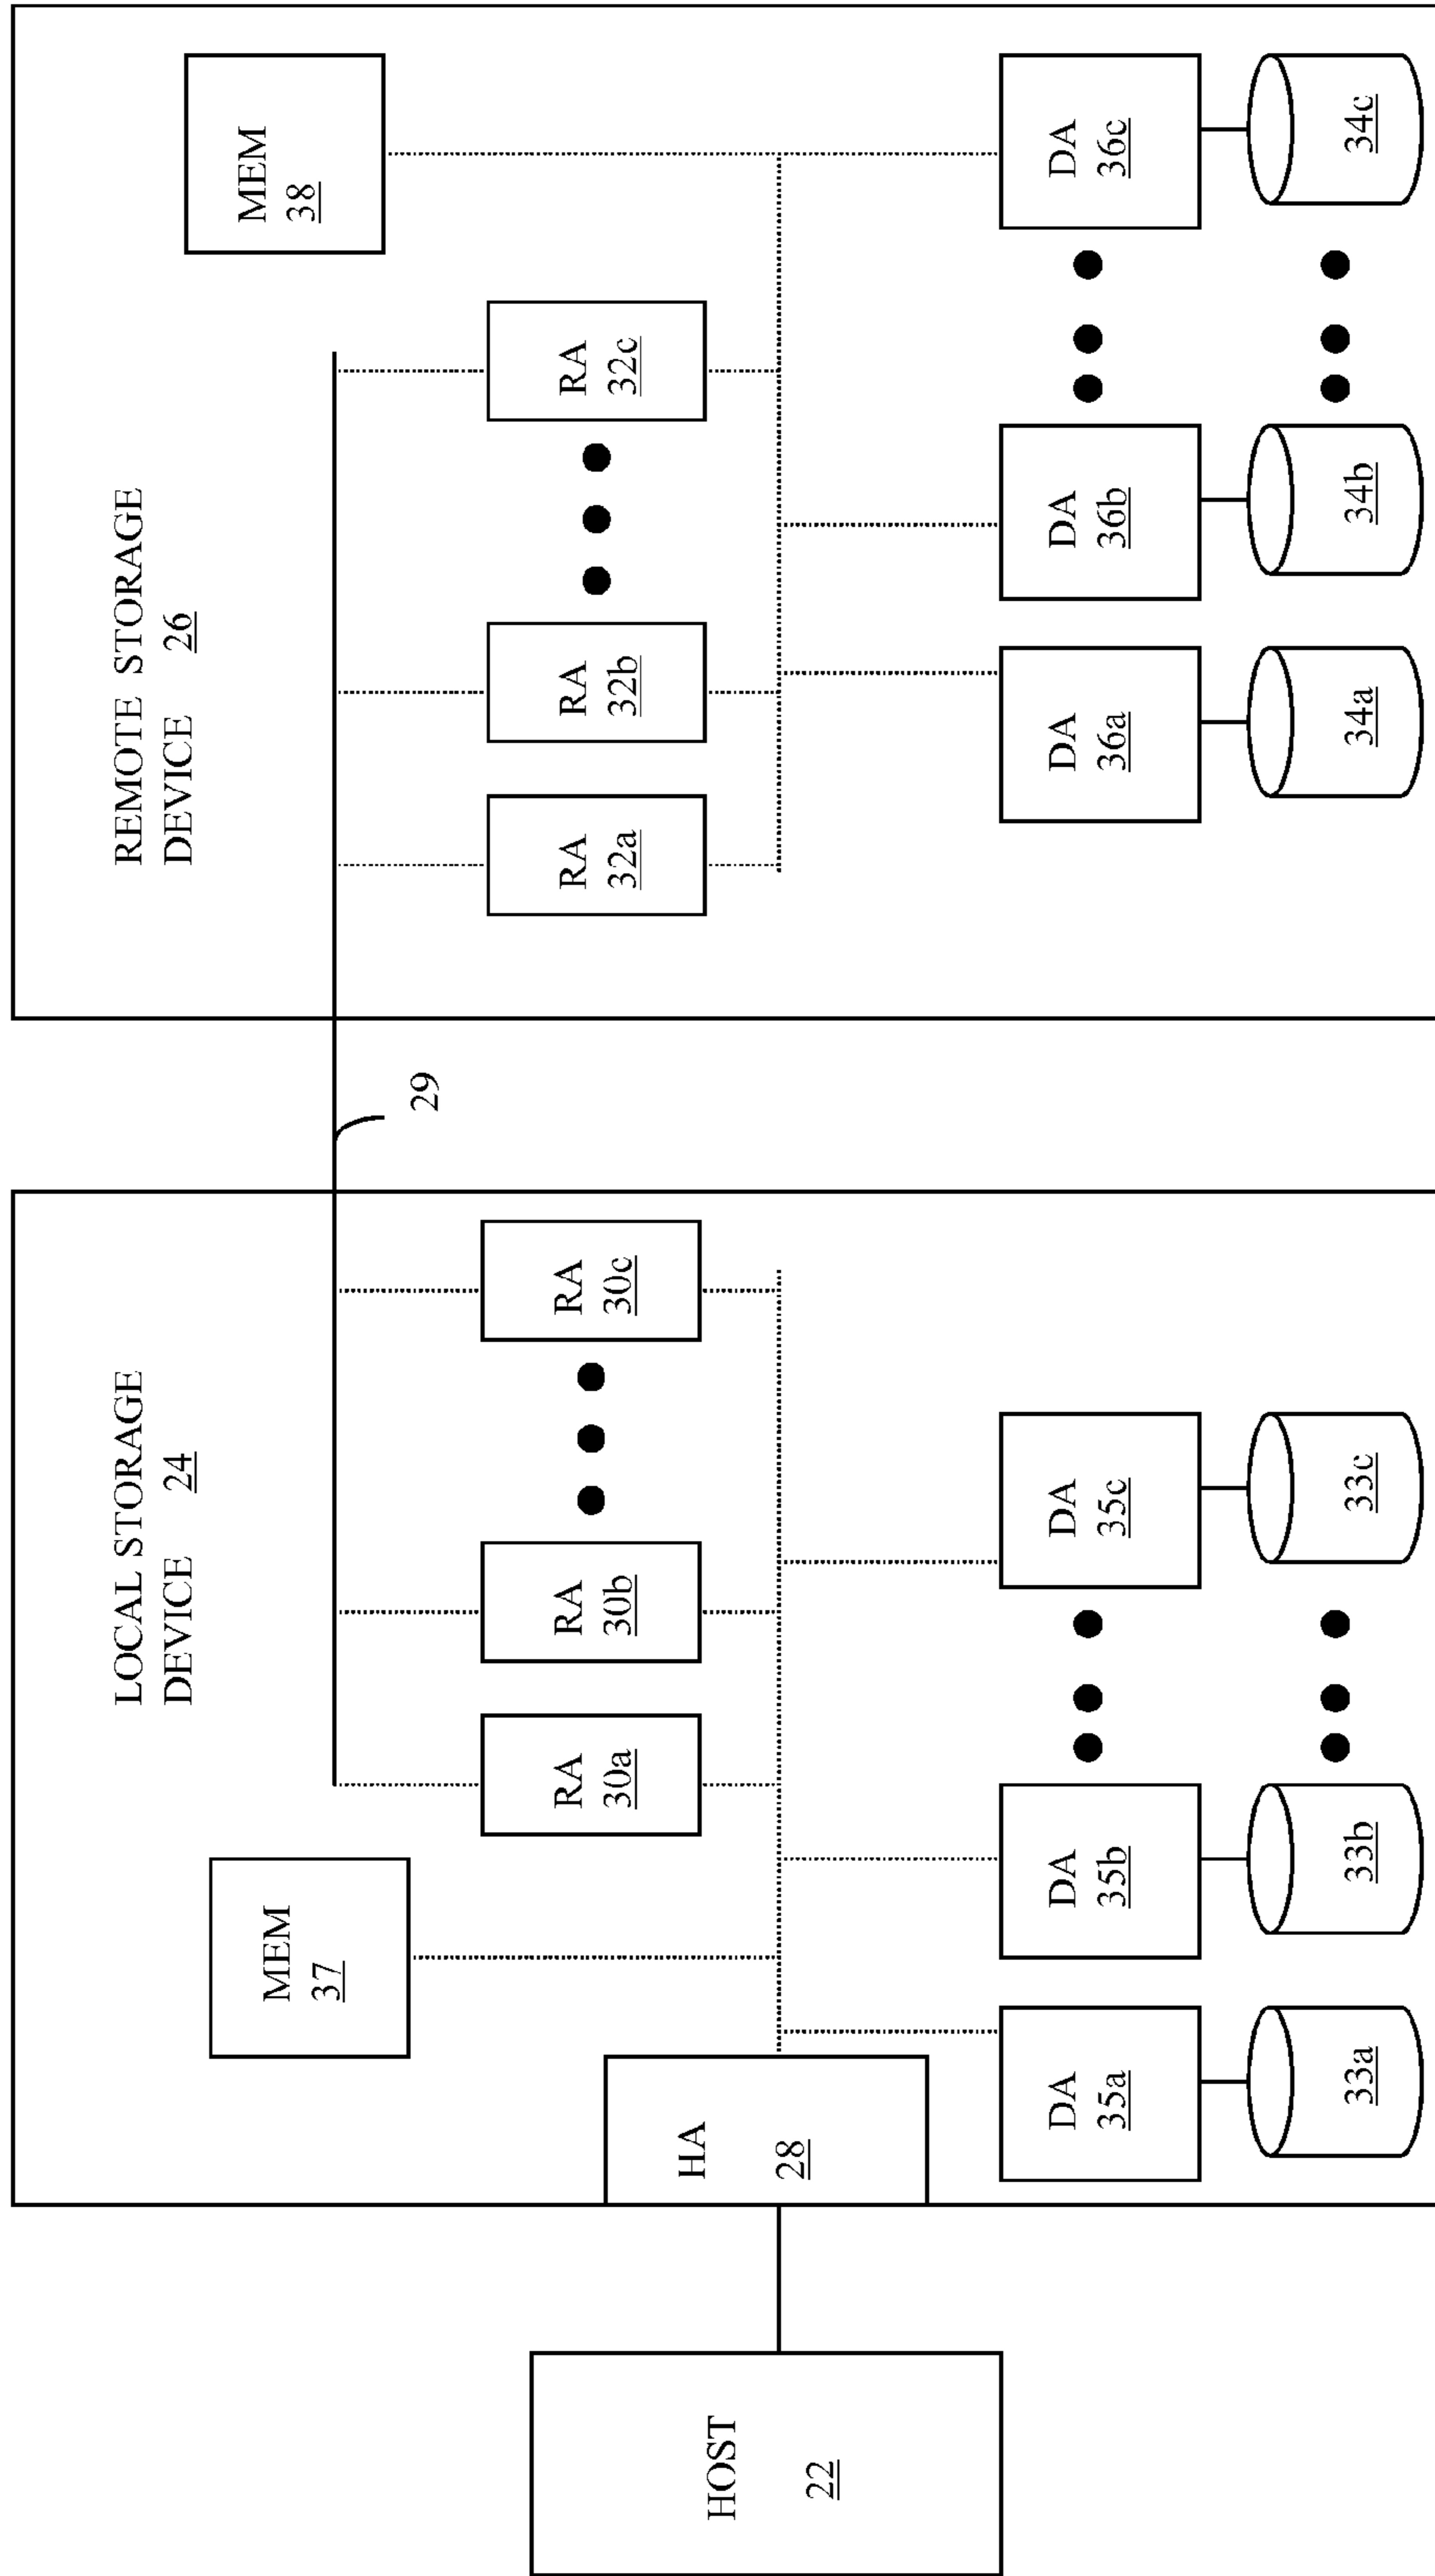 HOST
22
LOCAL STORAGE
DEVICE 24
MEM
37
HA
28
RA
30a
RA
30b
RA
30c
DA
35a
DA
35b
DA
35c
33a
33b
33c
29
REMOTE STORAGE
DEVICE 26
MEM
38
RA
32a
RA
32b
RA
32c
DA
36a
DA
36b
DA
36c
34a
34b
34c